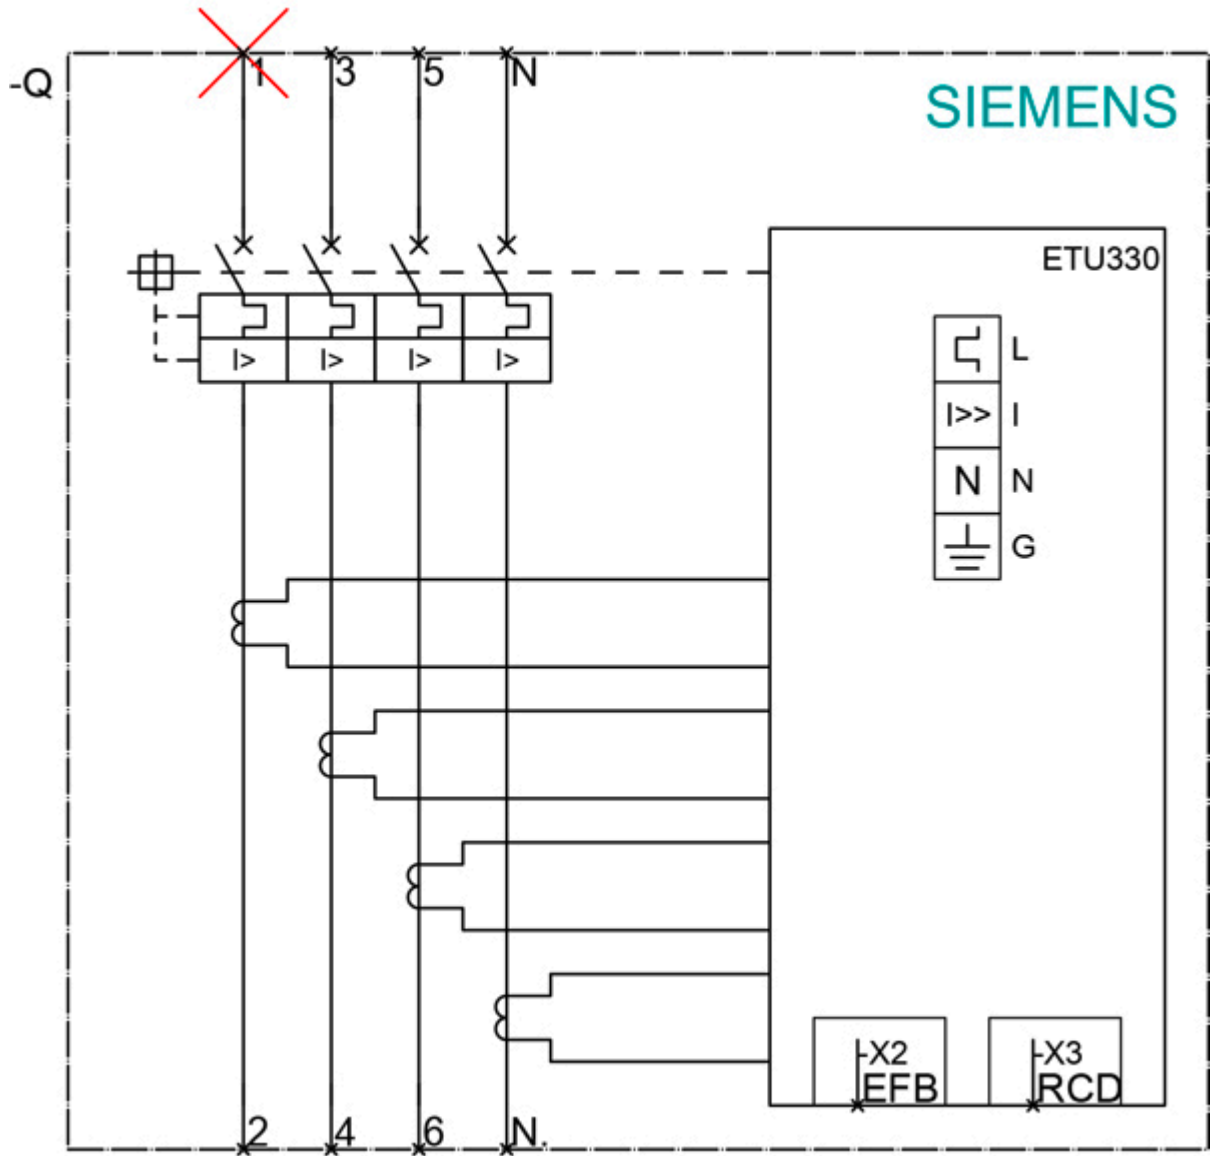 -Q
1 3 5 N
SIEMENS
ETU330
L
I> I> I> I>
I>> I
N N
G
-X2 -X3
EFB RCD
2 4 6 N.